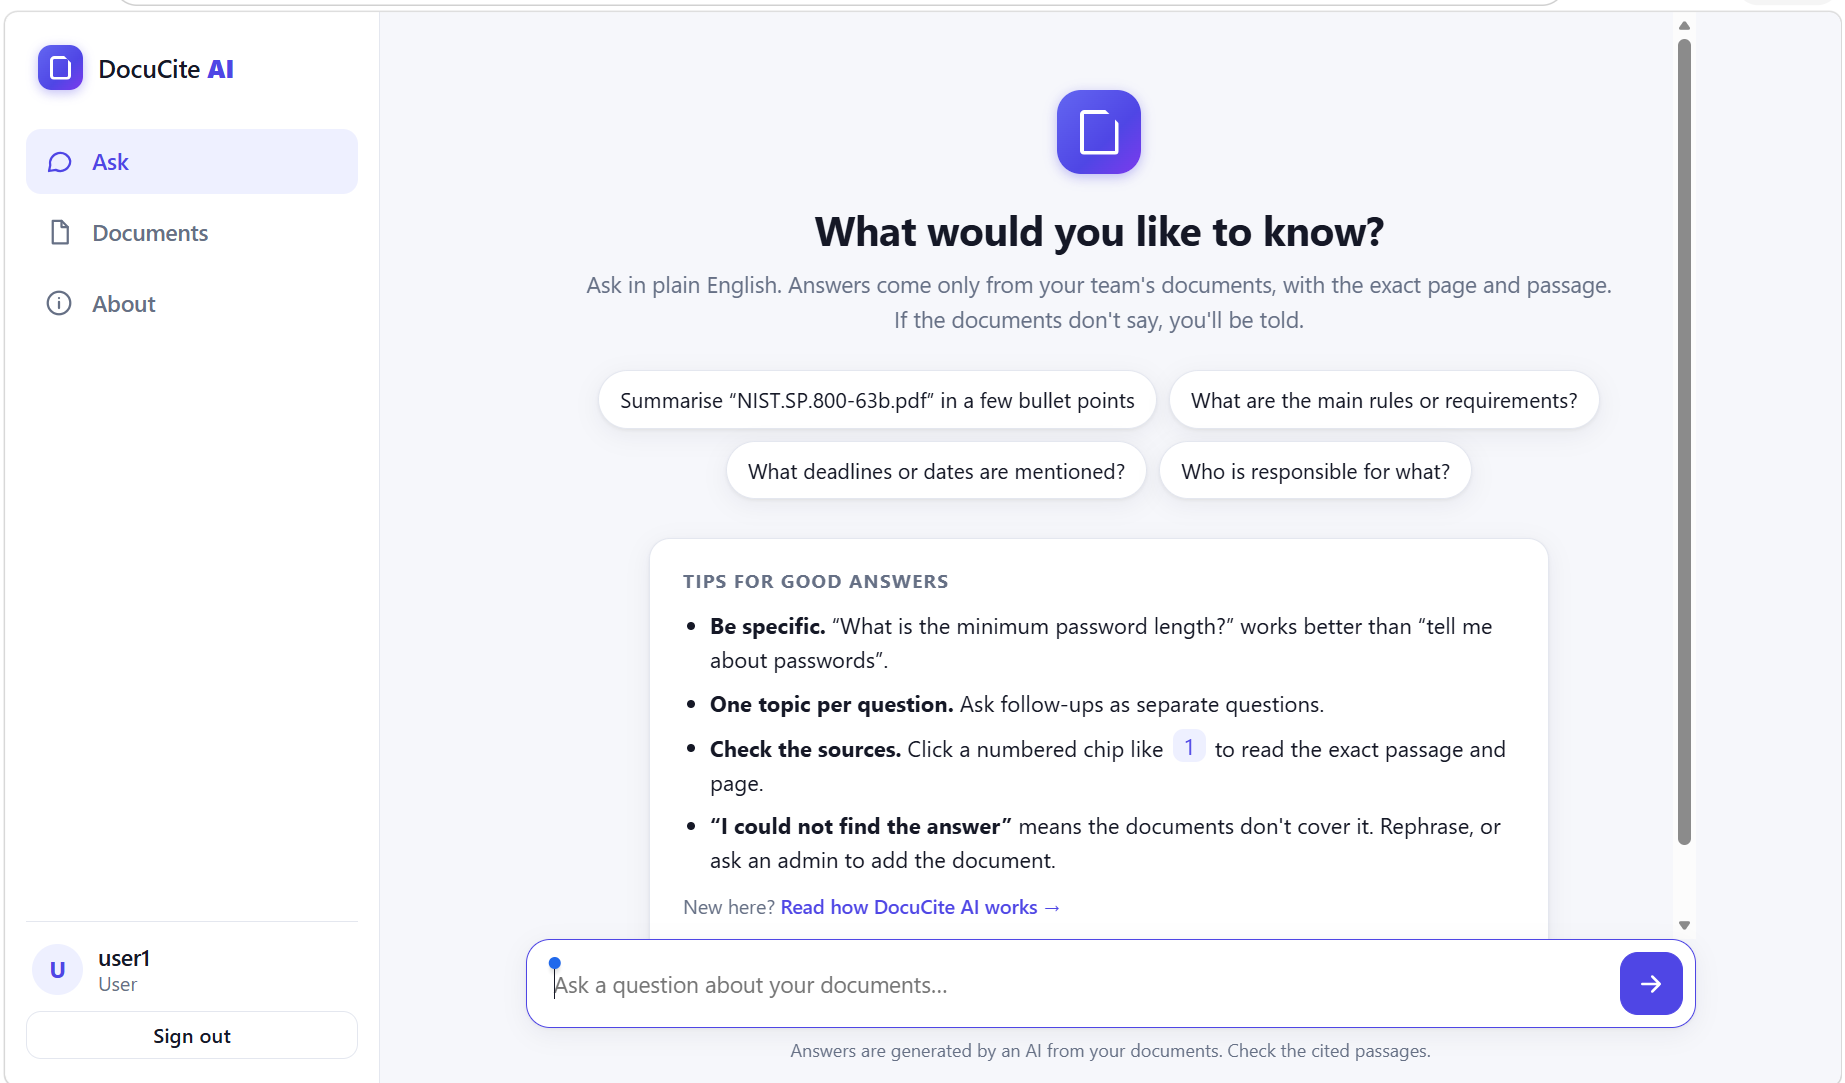 DocuCite AI
Ask
Documents
About
user1
U
User
Sign out
What would you like to know?
Ask in plain English. Answers come only from your team's documents, with the exact page and passage.
If the documents don't say, you'll be told.
Summarise “NIST.SP.800-63b.pdf” in a few bullet points
What are the main rules or requirements?
What deadlines or dates are mentioned?
Who is responsible for what?
TIPS FOR GOOD ANSWERS
• Be specific. “What is the minimum password length?” works better than “tell me
about passwords”.
• One topic per question. Ask follow-ups as separate questions.
• Check the sources. Click a numbered chip like 1 to read the exact passage and
page.
• “I could not find the answer” means the documents don't cover it. Rephrase, or
ask an admin to add the document.
New here? Read how DocuCite AI works →
Ask a question about your documents...
Answers are generated by an AI from your documents. Check the cited passages.